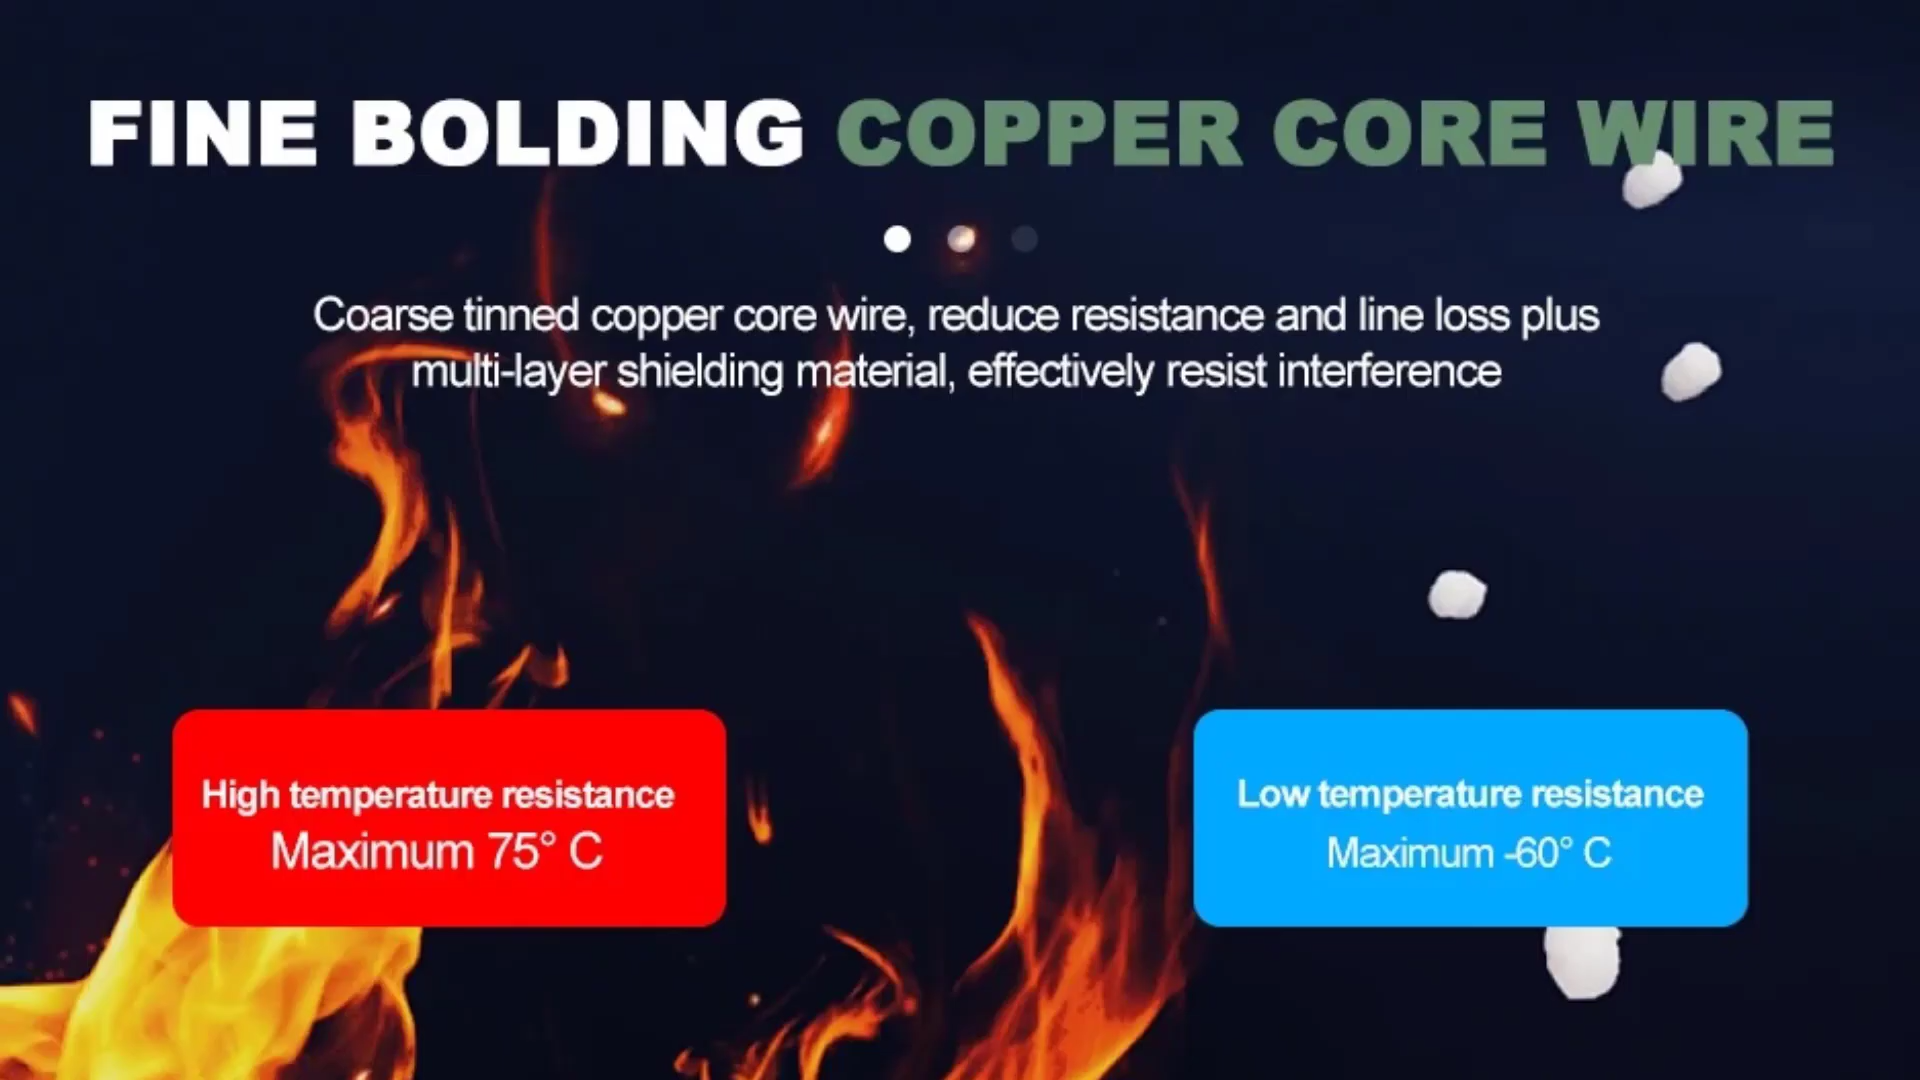 FINE BOLDING COPPER CORE WIRE
Coarse tinned copper core wire, reduce resistance and line loss plus
multi-layer shielding material, effectively resist interference
High temperature resistance
Maximum 75° C
Low temperature resistance
Maximum -60° C